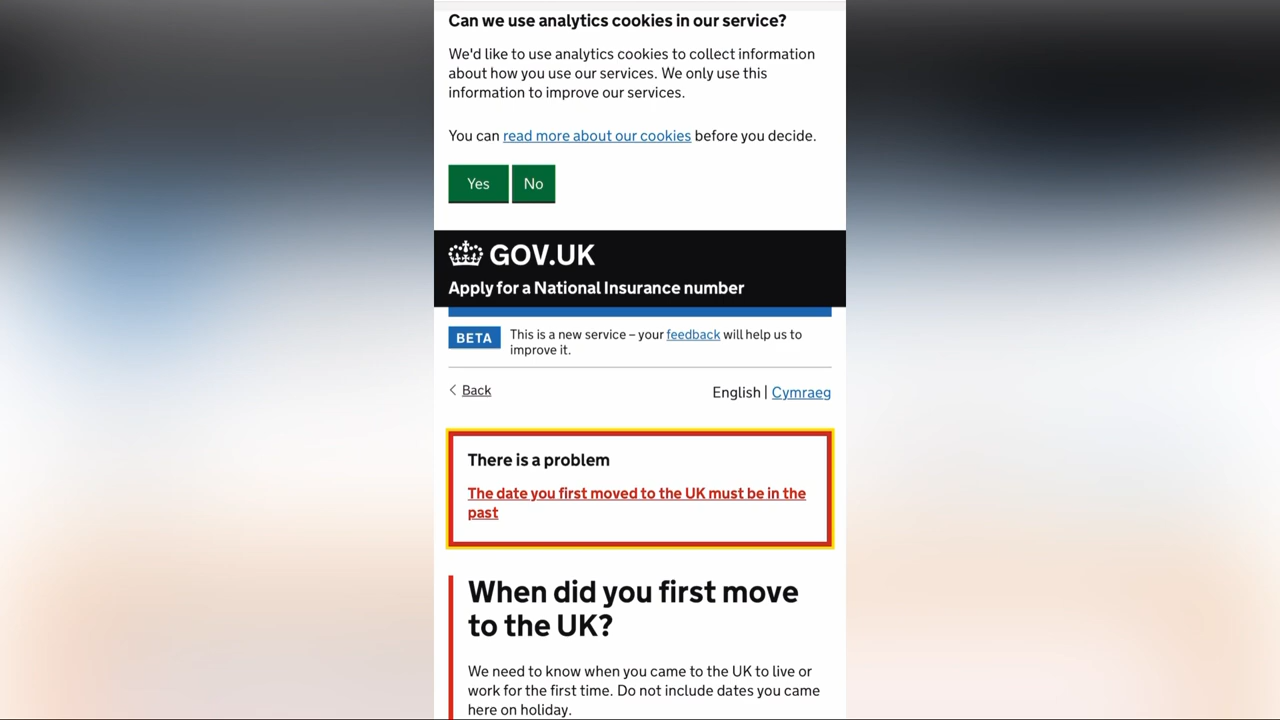 Can we use analytics cookies in our service?
We'd like to use analytics cookies to collect information
about how you use our services. We only use this
information to improve our services.
You can read more about our cookies before you decide.
Yes No
GOV.UK
Apply for a National Insurance number
BETA This is a new service – your feedback will help us to
improve it.
Back English | Cymraeg
There is a problem
The date you first moved to the UK must be in the
past
When did you first move
to the UK?
We need to know when you came to the UK to live or
work for the first time. Do not include dates you came
here on holiday.